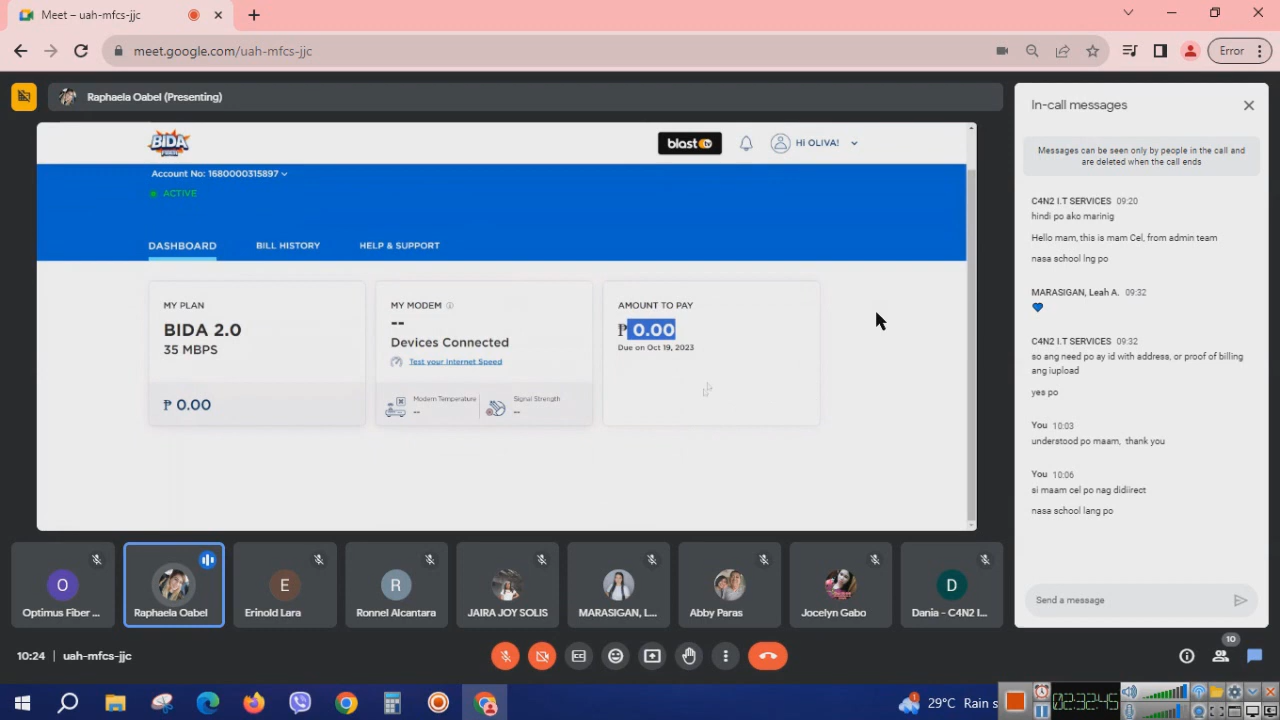 Meet – uah-mfcs-jjc
meet.google.com/uah-mfcs-jjc
Error
Raphaela Oabel (Presenting)
BIDA
blast tv
HI OLIVA!
Account No: 1680000315897
ACTIVE
DASHBOARD
BILL HISTORY
HELP & SUPPORT
MY PLAN
BIDA 2.0
35 MBPS
₱ 0.00
MY MODEM
--
Devices Connected
Test your Internet Speed
Modem Temperature
--
Signal Strength
--
AMOUNT TO PAY
₱ 0.00
Due on Oct 19, 2023
In-call messages
Messages can be seen only by people in the call and
are deleted when the call ends
C4N2 I.T SERVICES 09:20
hindi po ako marinig
Hello mam, this is mam Cel, from admin team
nasa school lng po
MARASIGAN, Leah A. 09:32
💙
C4N2 I.T SERVICES 09:32
so ang need po ay id with address, or proof of billing
ang iupload
yes po
You 10:03
understood po maam, thank you
You 10:06
si maam cel po nag didiirect
nasa school lang po
Send a message
O
Optimus Fiber ...
Raphaela Oabel
E
Erinold Lara
R
Ronnel Alcantara
JAIRA JOY SOLIS
MARASIGAN, L...
Abby Paras
Jocelyn Gabo
D
Dania - C4N2 I...
10:24 uah-mfcs-jjc
10
29°C Rain s
02:32:45